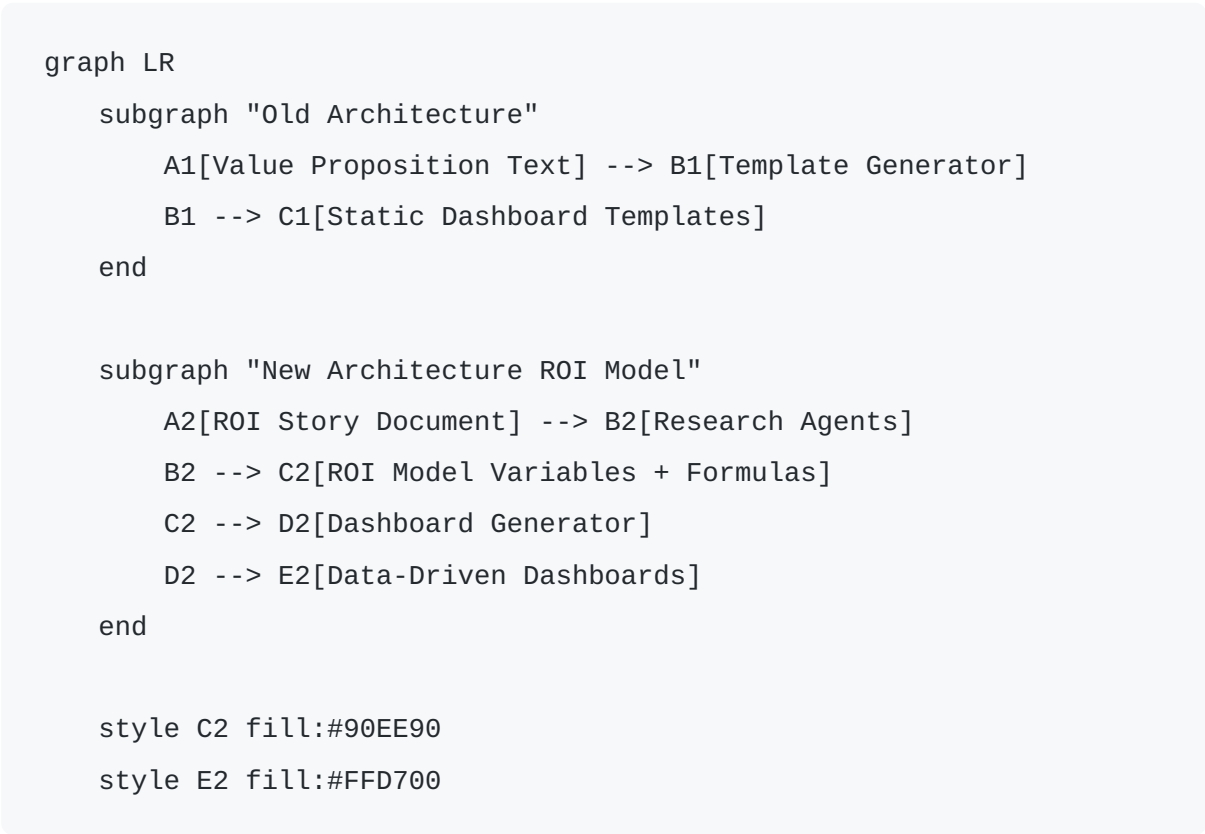 graph LR
subgraph "Old Architecture"
A1[Value Proposition Text] --> B1[Template Generator]
B1 --> C1[Static Dashboard Templates]
end
subgraph "New Architecture ROI Model"
A2[ROI Story Document] --> B2[Research Agents]
B2 --> C2[ROI Model Variables + Formulas]
C2 --> D2[Dashboard Generator]
D2 --> E2[Data-Driven Dashboards]
end
style C2 fill:#90EE90
style E2 fill:#FFD700